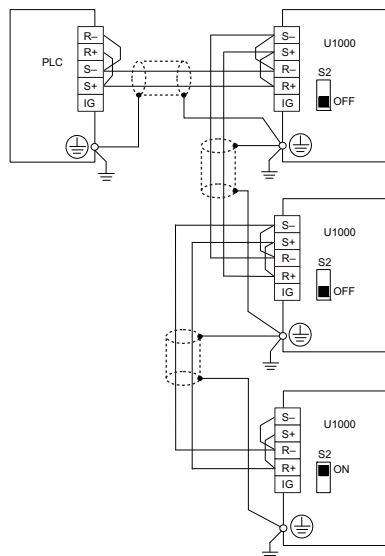 PLC
R–
R+
S–
S+
IG
S–
S+
R–
R+
IG
U1000
S2
OFF
S–
S+
R–
R+
IG
U1000
S2
OFF
S–
S+
R–
R+
IG
U1000
S2
ON